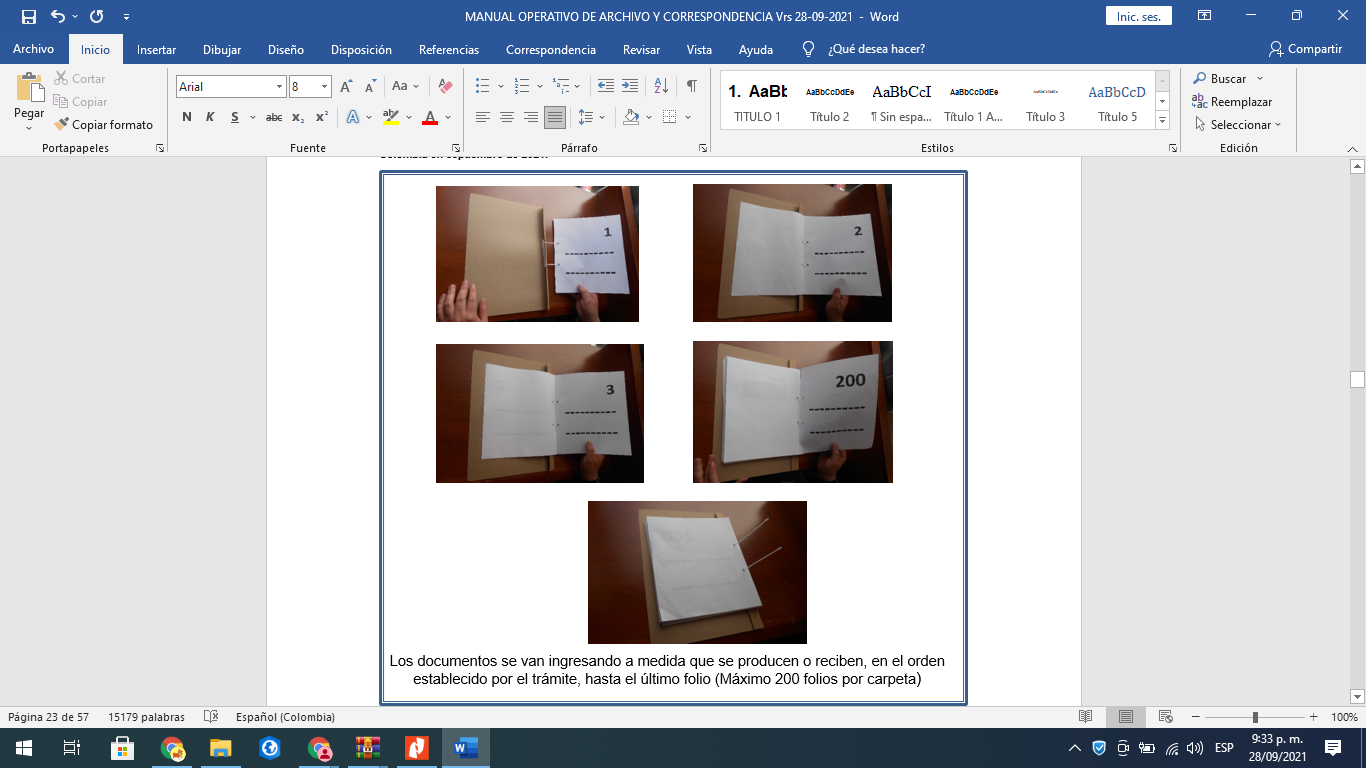 MANUAL OPERATIVO DE ARCHIVO Y CORRESPONDENCIA Vrs 28-09-2021 - Word
Inic. ses.
Archivo Inicio Insertar Dibujar Diseño Disposición Referencias Correspondencia Revisar Vista Ayuda ¿Qué desea hacer? Compartir
Pegar
Cortar
Copiar
Copiar formato
Portapapeles
Arial 8
N K S abc x₂ x² A A
Fuente
Párrafo
1. AaBb AaBbCcDdEe AaBbCcI AaBbCcDdEe AaBbCcD
TITULO 1 Título 2 ¶ Sin espa... Título 1 A... Título 3 Título 5
Estilos
Buscar
Reemplazar
Seleccionar
Edición
1
2
3
200
Los documentos se van ingresando a medida que se producen o reciben, en el orden
establecido por el trámite, hasta el último folio (Máximo 200 folios por carpeta)
Página 23 de 57 15179 palabras Español (Colombia) 100%
ESP
9:33 p. m.
28/09/2021